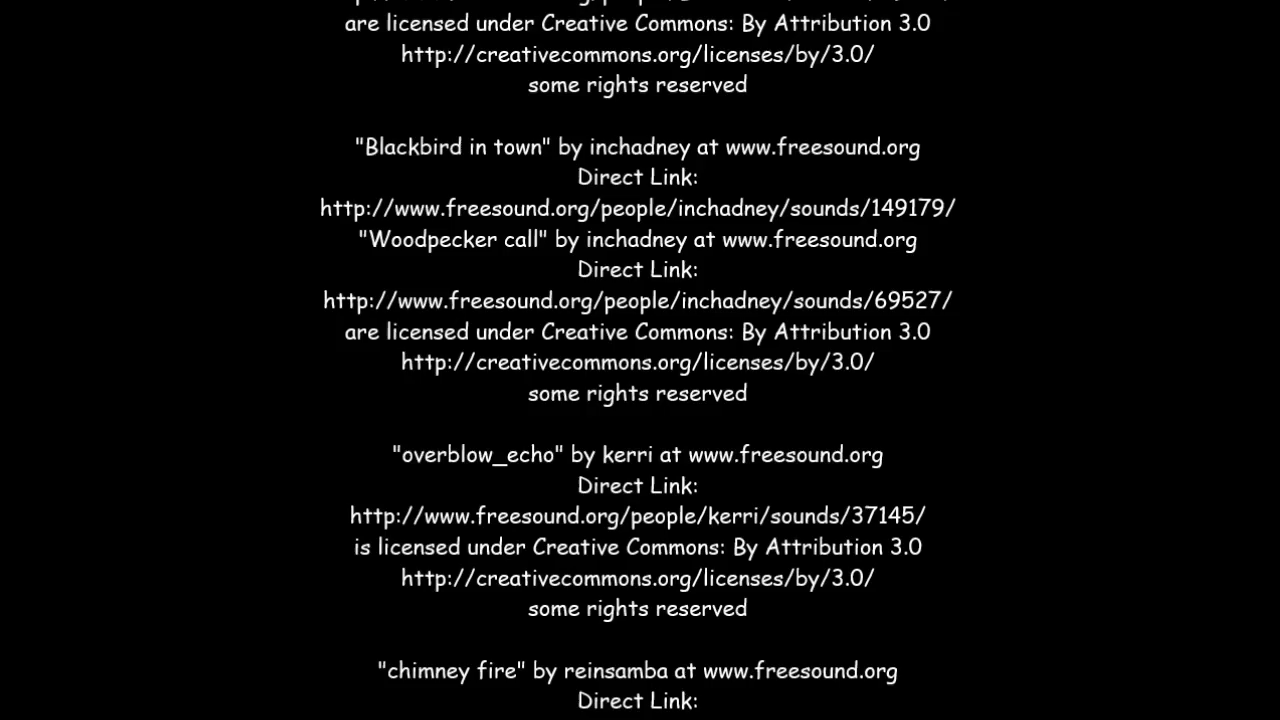 are licensed under Creative Commons: By Attribution 3.0
http://creativecommons.org/licenses/by/3.0/
some rights reserved
"Blackbird in town" by inchadney at www.freesound.org
Direct Link:
http://www.freesound.org/people/inchadney/sounds/149179/
"Woodpecker call" by inchadney at www.freesound.org
Direct Link:
http://www.freesound.org/people/inchadney/sounds/69527/
are licensed under Creative Commons: By Attribution 3.0
http://creativecommons.org/licenses/by/3.0/
some rights reserved
"overblow_echo" by kerri at www.freesound.org
Direct Link:
http://www.freesound.org/people/kerri/sounds/37145/
is licensed under Creative Commons: By Attribution 3.0
http://creativecommons.org/licenses/by/3.0/
some rights reserved
"chimney fire" by reinsamba at www.freesound.org
Direct Link: